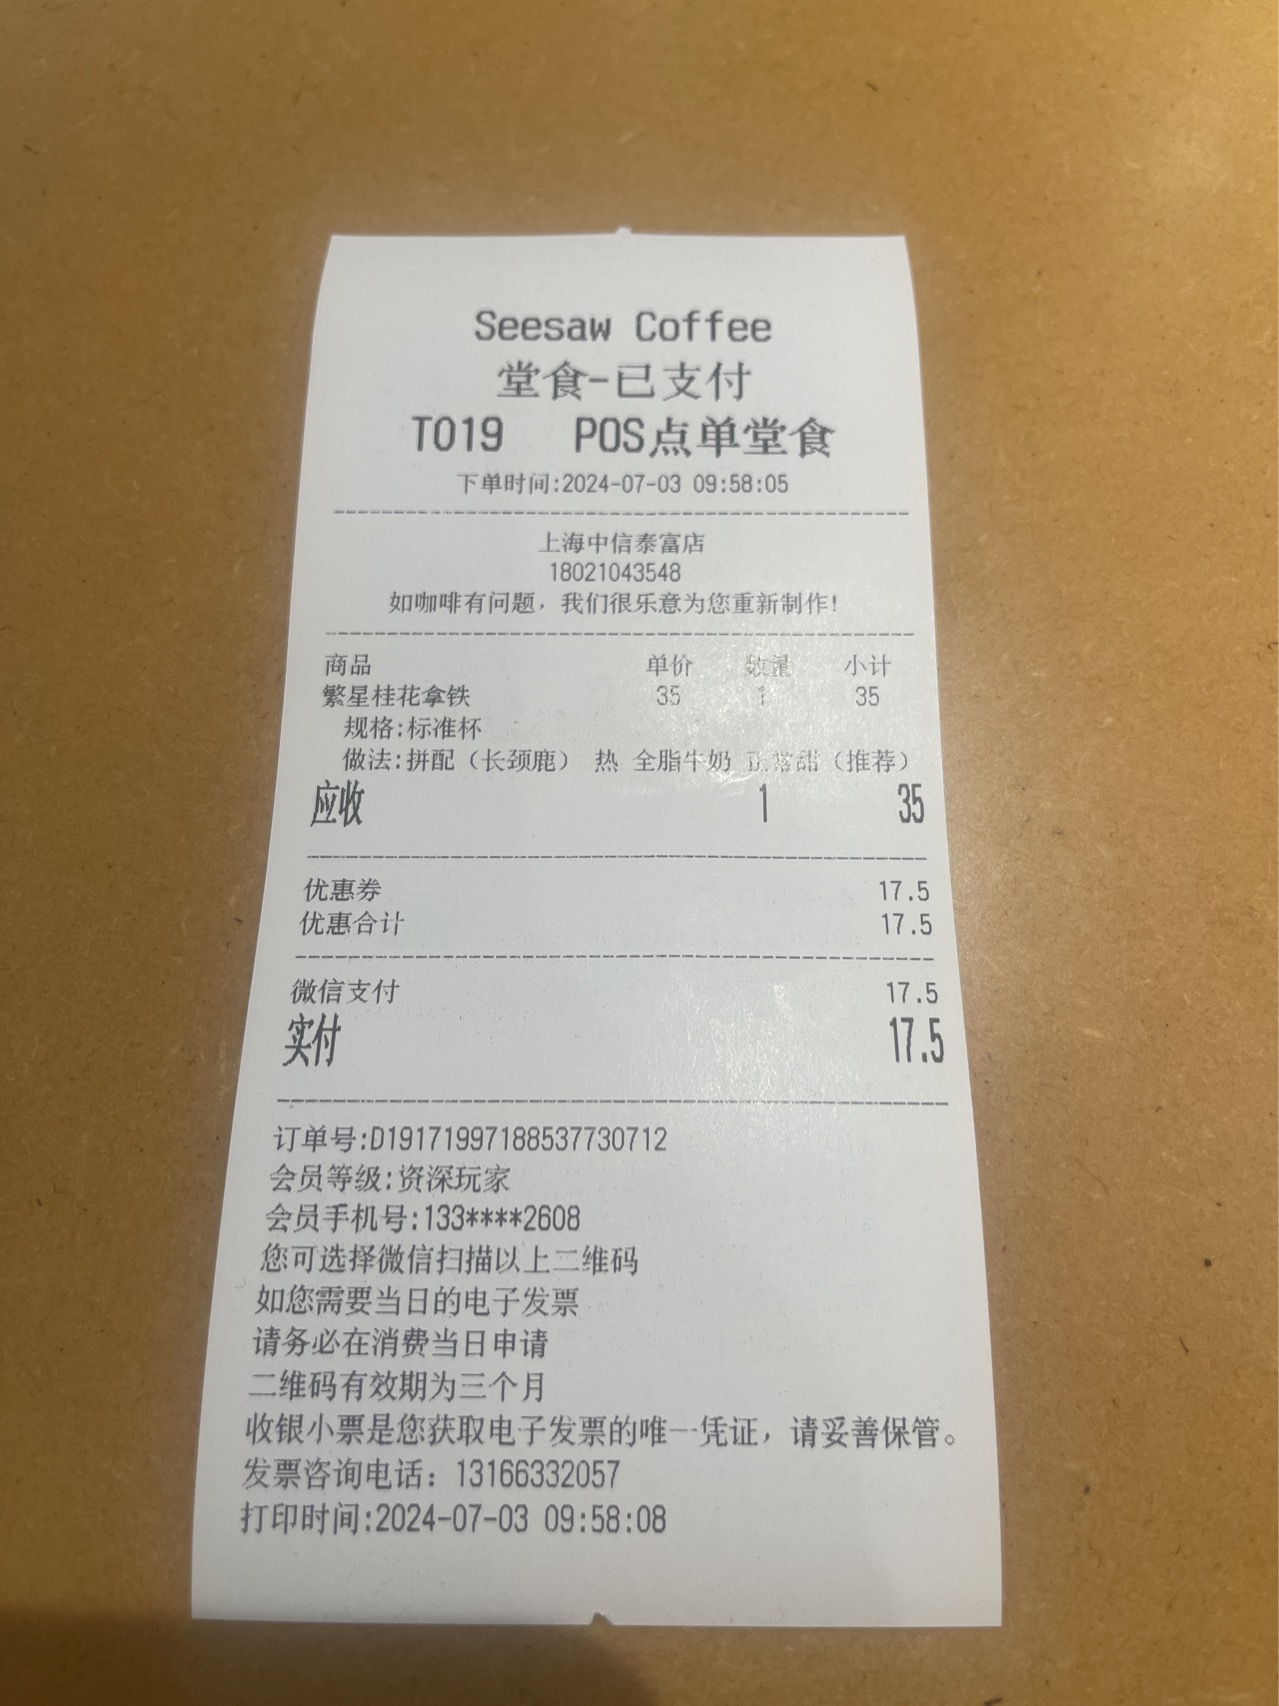 Seesaw Coffee
堂食-已支付
T019 POS点单堂食
下单时间:2024-07-03 09:58:05
上海中信泰富店
18021043548
如咖啡有问题，我们很乐意为您重新制作!
商品 单价 数量 小计
繁星桂花拿铁 35 1 35
规格:标准杯
做法:拼配（长颈鹿） 热 全脂牛奶 正常甜（推荐）
应收 1 35
优惠券 17.5
优惠合计 17.5
微信支付 17.5
实付 17.5
订单号:D19171997188537730712
会员等级:资深玩家
会员手机号:133****2608
您可选择微信扫描以上二维码
如您需要当日的电子发票
请务必在消费当日申请
二维码有效期为三个月
收银小票是您获取电子发票的唯一凭证，请妥善保管。
发票咨询电话：13166332057
打印时间:2024-07-03 09:58:08